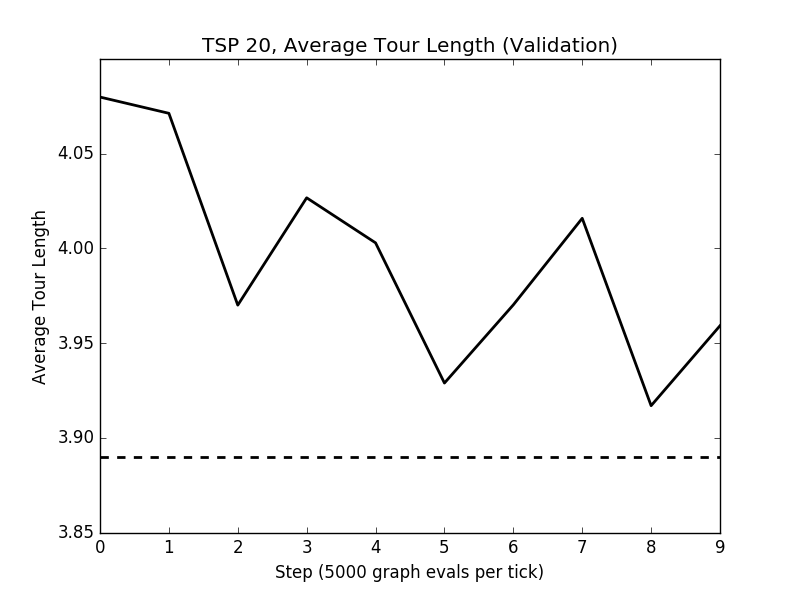 TSP 20, Average Tour Length (Validation)
Average Tour Length
4.05
4.00
3.95
3.90
3.85
0 1 2 3 4 5 6 7 8 9
Step (5000 graph evals per tick)